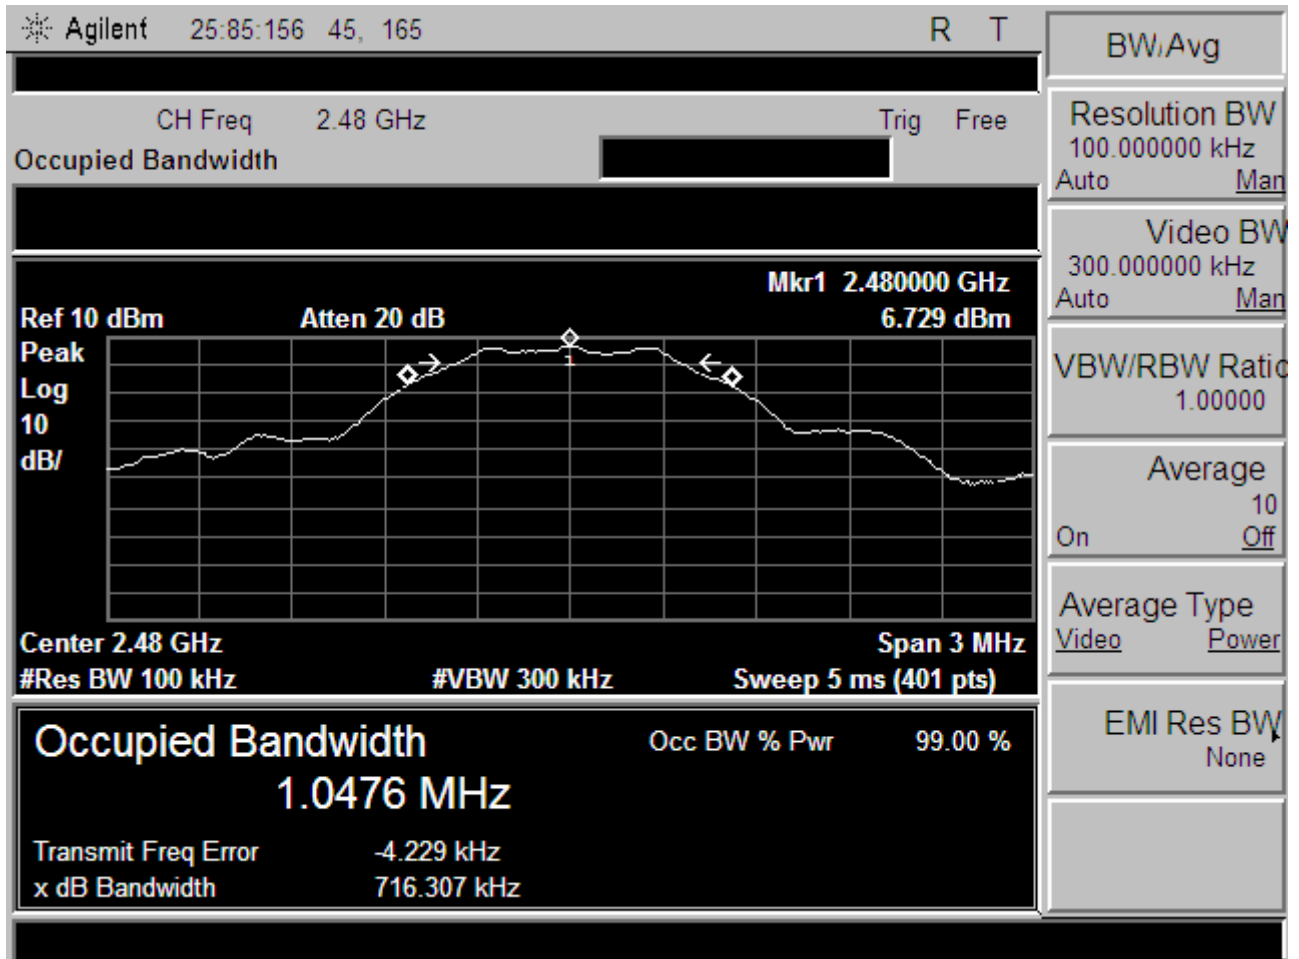 Agilent 25:85:156 45, 165 R T
CH Freq 2.48 GHz Trig Free
Occupied Bandwidth
Mkr1 2.480000 GHz
Ref 10 dBm Atten 20 dB 6.729 dBm
Peak
Log
10
dB/
1
Center 2.48 GHz Span 3 MHz
#Res BW 100 kHz #VBW 300 kHz Sweep 5 ms (401 pts)
Occupied Bandwidth Occ BW % Pwr 99.00 %
1.0476 MHz
Transmit Freq Error -4.229 kHz
x dB Bandwidth 716.307 kHz
BW/Avg
Resolution BW
100.000000 kHz
Auto Man
Video BW
300.000000 kHz
Auto Man
VBW/RBW Ratio
1.00000
Average
10
On Off
Average Type
Video Power
EMI Res BW
None